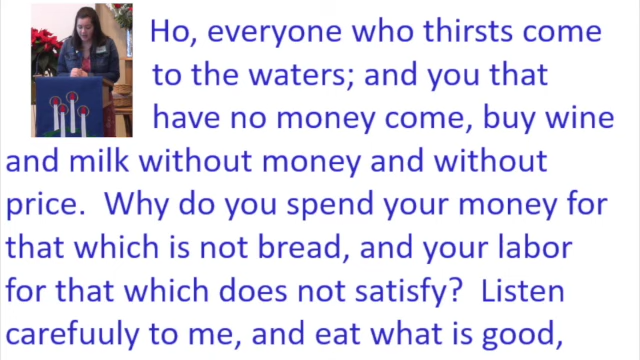 Ho, everyone who thirsts come
to the waters; and you that
have no money come, buy wine
and milk without money and without
price.  Why do you spend your money for
that which is not bread, and your labor
for that which does not satisfy?  Listen
carefuuly to me, and eat what is good,